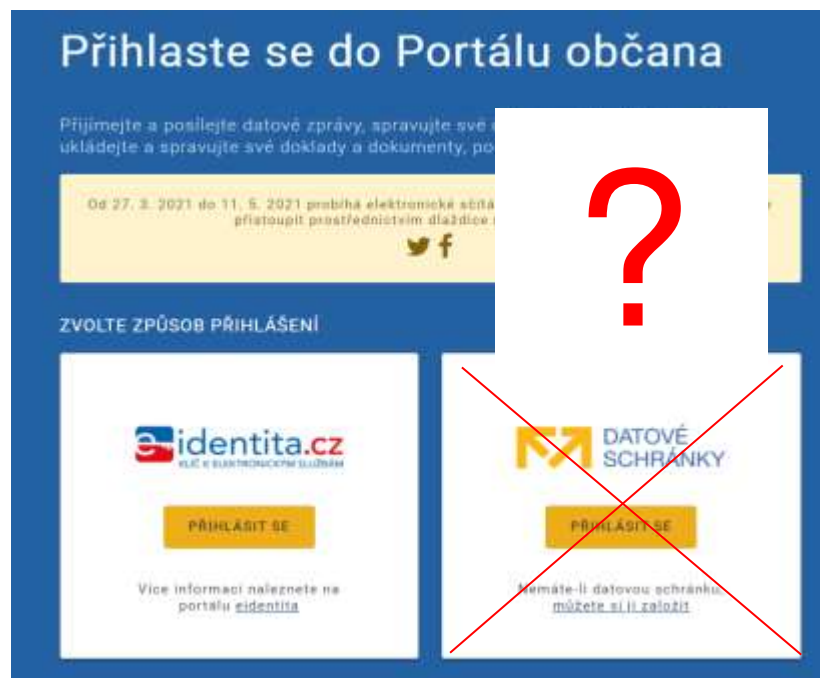 Přihlaste se do Portálu občana
Přijímejte a posílejte datové zprávy, spravujte své
ukládejte a spravujte své doklady a dokumenty,
?
Od 27. 3. 2021 do 11. 5. 2021 probíhá elektronické
přistoupit prostřednictvím dlaždice
ZVOLTE ZPŮSOB PŘIHLÁŠENÍ
e-identita.cz
KLÍČ K ELEKTRONICKÝM SLUŽBÁM
PŘIHLÁSIT SE
Více informací naleznete na
portálu eidentita
DATOVÉ
SCHRÁNKY
PŘIHLÁSIT SE
Nemáte-li datovou schránku,
můžete si ji založit